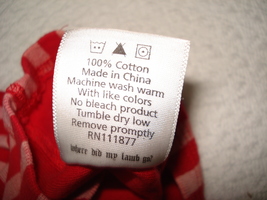 100% Cotton
Made in China
Machine wash warm
With like colors
No bleach product
Tumble dry low
Remove promptly
RN111877
where did my lamb go?